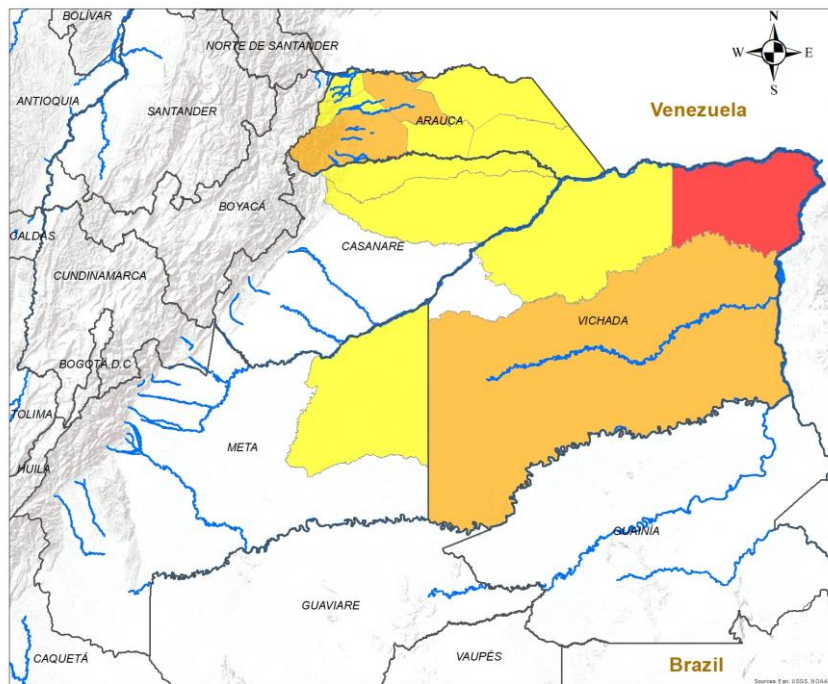 BOLÍVAR
N
NORTE DE SANTANDER
W
E
S
ANTIOQUIA
SANTANDER
Venezuela
ARAUCA
BOYACÁ
CALDAS
CASANARE
CUNDINAMARCA
VICHADA
BOGOTÁ D.C
TOLIMA
META
HUILA
GUAINÍA
GUAVIARE
CAQUETÁ
VAUPÉS
Brazil
Sources: Esri, USGS, NOAA